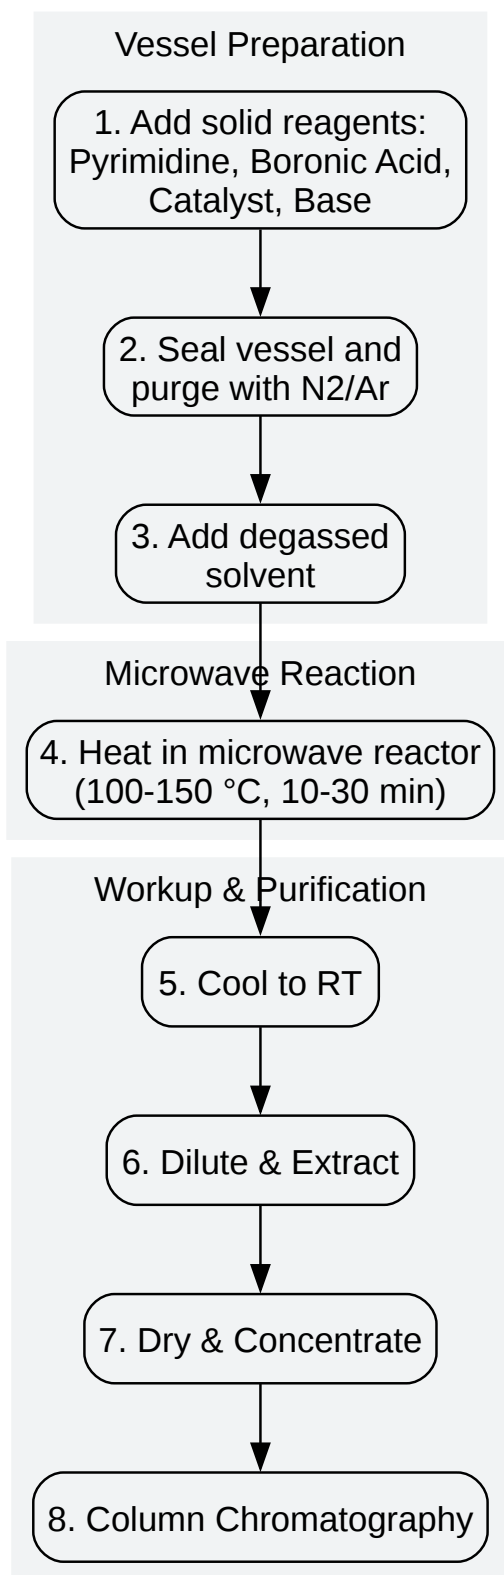 Vessel Preparation
1. Add solid reagents:
Pyrimidine, Boronic Acid,
Catalyst, Base
2. Seal vessel and
purge with N2/Ar
3. Add degassed
solvent
Microwave Reaction
4. Heat in microwave reactor
(100-150 °C, 10-30 min)
Workup & Purification
5. Cool to RT
6. Dilute & Extract
7. Dry & Concentrate
8. Column Chromatography